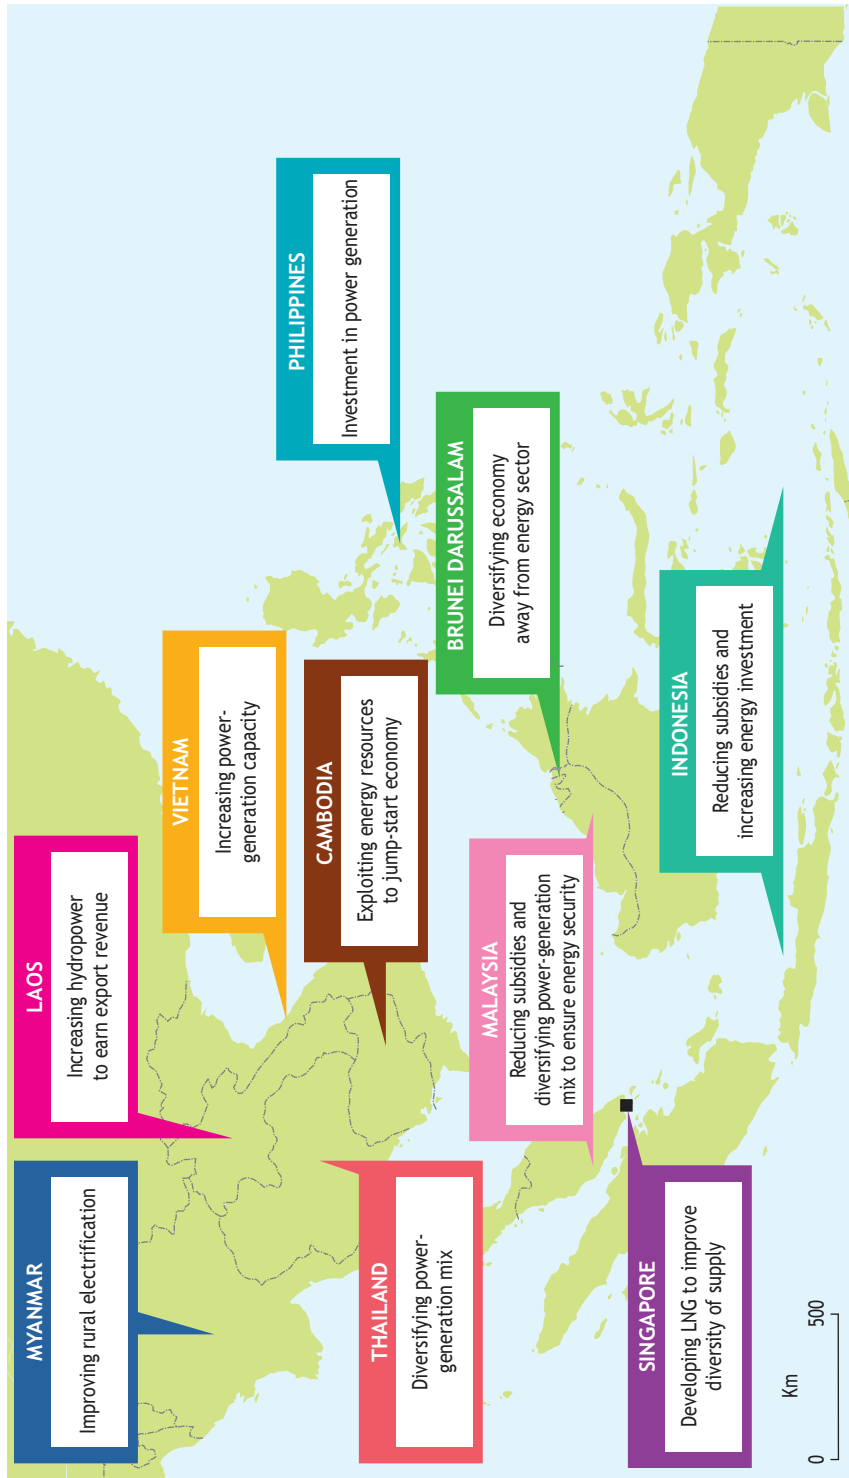 MYANMAR
Improving rural electrification
LAOS
Increasing hydropower
to earn export revenue
VIETNAM
Increasing power-
generation capacity
PHILIPPINES
Investment in power generation
THAILAND
Diversifying power-
generation mix
CAMBODIA
Exploiting energy resources
to jump-start economy
MALAYSIA
Reducing subsidies and
diversifying power-generation
mix to ensure energy security
BRUNEI DARUSSALAM
Diversifying economy
away from energy sector
SINGAPORE
Developing LNG to improve
diversity of supply
INDONESIA
Reducing subsidies and
increasing energy investment
Km
0 500